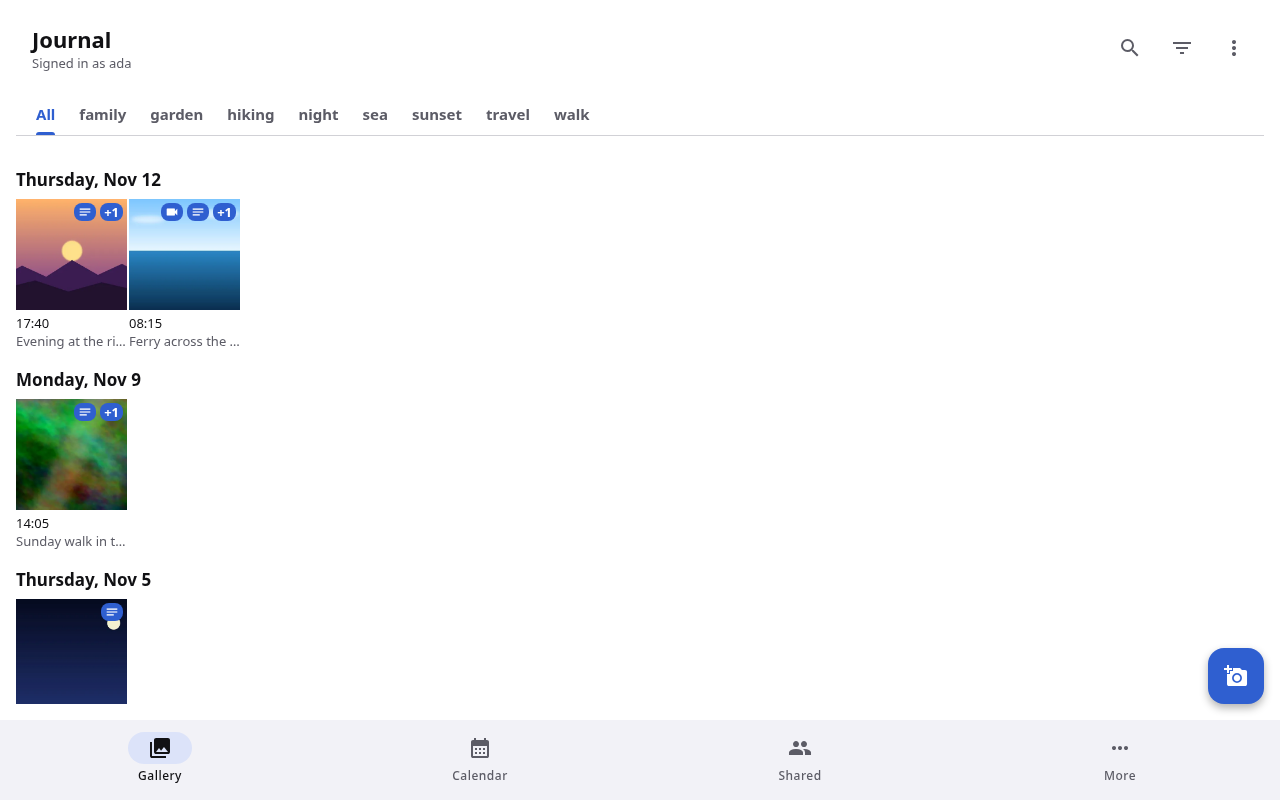 Journal
Signed in as ada
All family garden hiking night sea sunset travel walk
Thursday, Nov 12
+1 +1
17:40 08:15
Evening at the ri... Ferry across the ...
Monday, Nov 9
+1
14:05
Sunday walk in t...
Thursday, Nov 5
Gallery Calendar Shared More